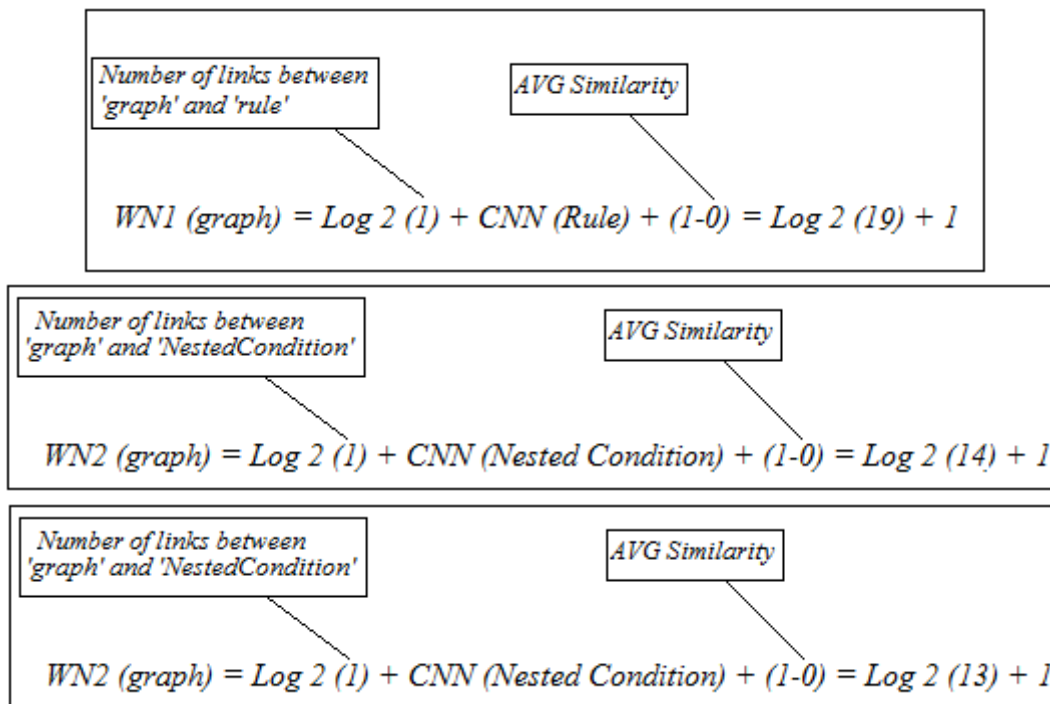 Number of links between
'graph' and 'rule'
AVG Similarity
WN1 (graph) = Log 2 (1) + CNN (Rule) + (1-0) = Log 2 (19) + 1
Number of links between
'graph' and 'NestedCondition'
AVG Similarity
WN2 (graph) = Log 2 (1) + CNN (Nested Condition) + (1-0) = Log 2 (14) + 1
Number of links between
'graph' and 'NestedCondition'
AVG Similarity
WN2 (graph) = Log 2 (1) + CNN (Nested Condition) + (1-0) = Log 2 (13) + 1